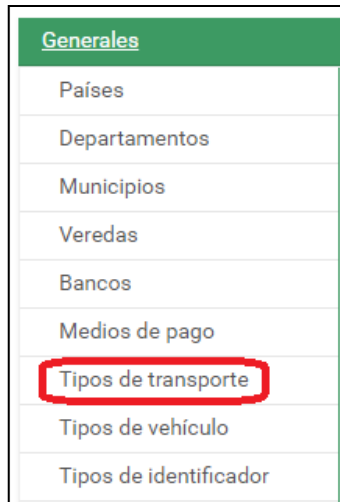 Generales
Países
Departamentos
Municipios
Veredas
Bancos
Medios de pago
Tipos de transporte
Tipos de vehículo
Tipos de identificador